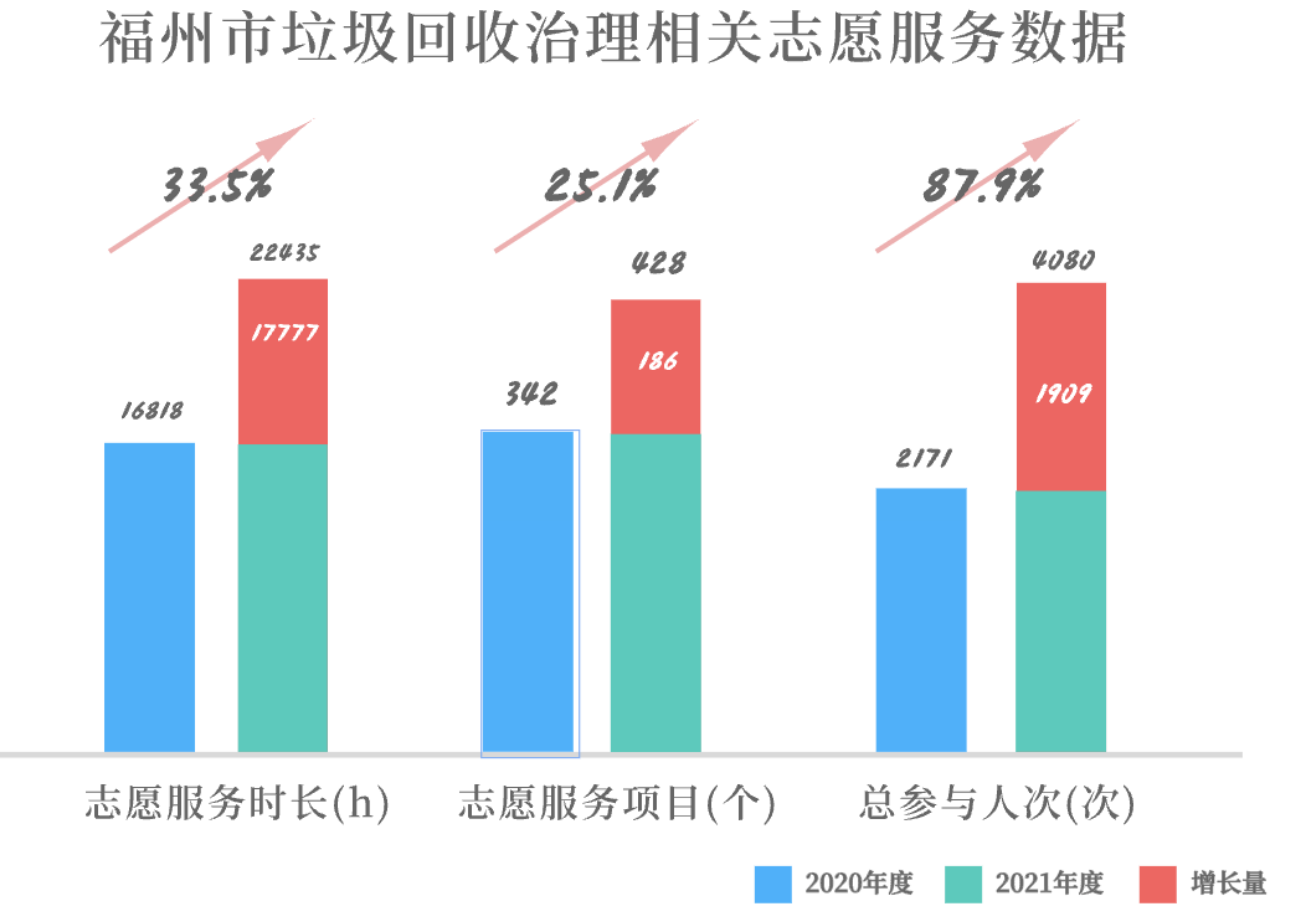 福州市垃圾回收治理相关志愿服务数据
33.5%
25.1%
87.9%
22435
428
4080
17777
186
1909
342
16818
2171
志愿服务时长(h)
志愿服务项目(个)
总参与人次(次)
2020年度
2021年度
增长量